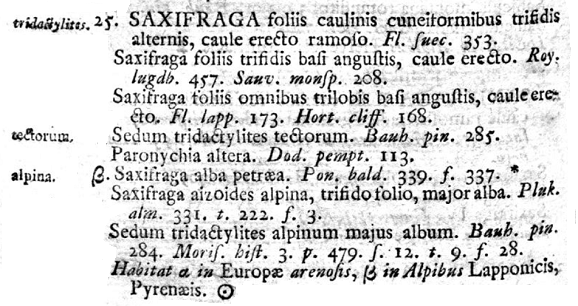 tridactylites. 25. SAXIFRAGA foliis caulinis cuneiformibus trifidis
alternis, caule erecto ramoſo. Fl. ſuec. 353.
Saxifraga foliis trifidis baſi anguſtis, caule erecto. Roy.
lugdb. 457. Sauv. monſp. 208.
Saxifraga foliis omnibus trilobis baſi anguſtis, caule ere-
cto. Fl. lapp. 173. Hort. cliff. 168.
tectorum. Sedum tridactylites tectorum. Bauh. pin. 285.
Paronychia altera. Dod. pempt. 113.
alpina. β. Saxifraga alba petræa. Pon. bald. 339. f. 337. *
Saxifraga aizoides alpina, trifido folio, major alba. Pluk.
alm. 331. t. 222. f. 3.
Sedum tridactylites alpinum majus album. Bauh. pin.
284. Moriſ. hiſt. 3. p. 479. ſ. 12. t. 9. f. 28.
Habitat α in Europæ arenoſis, β in Alpibus Lapponicis,
Pyrenæis. ☉